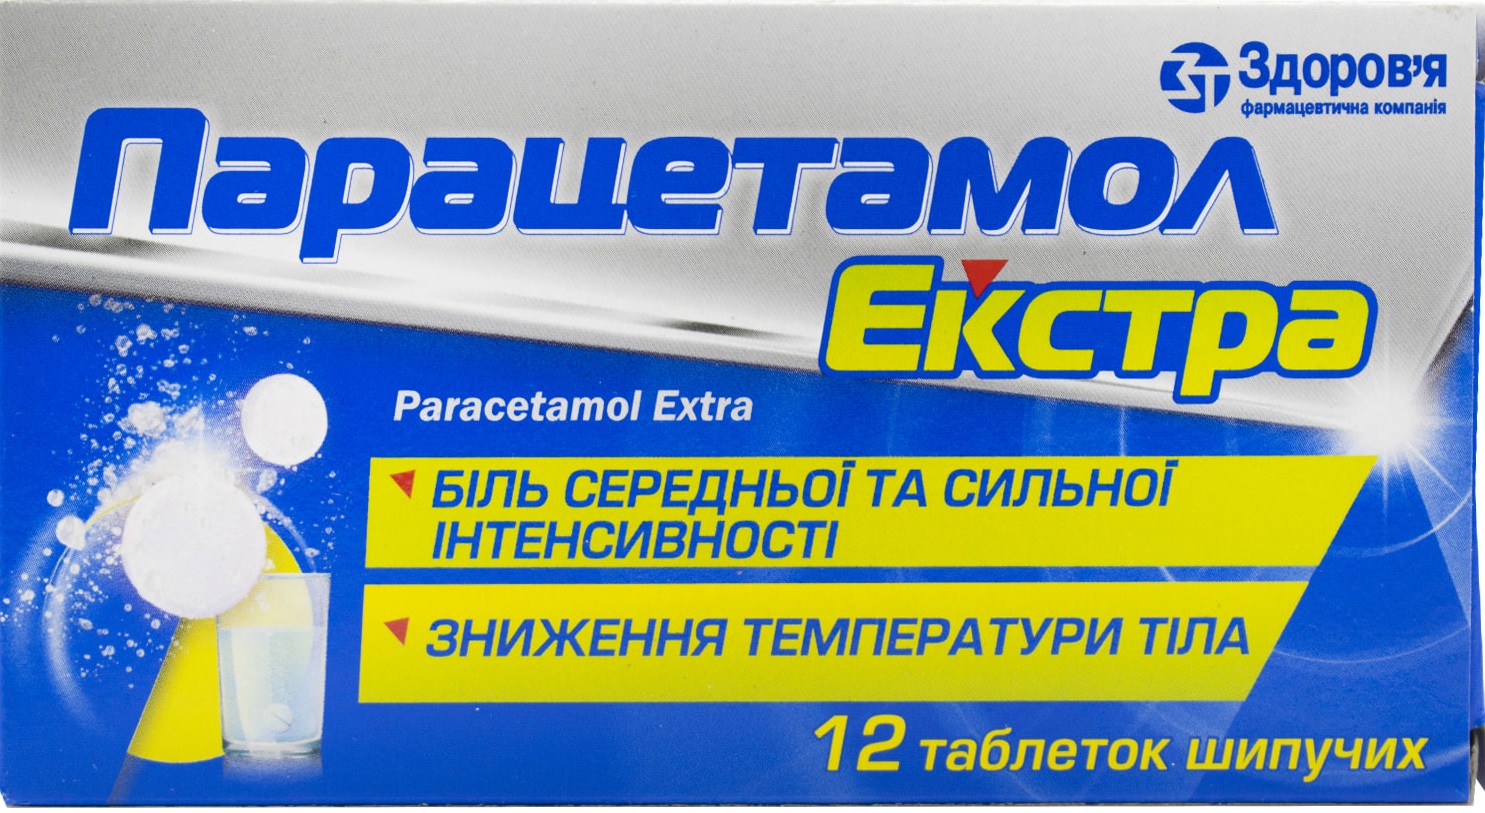 Здоров'я
фармацевтична компанія
Парацетамол
Екстра
Paracetamol Extra
БІЛЬ СЕРЕДНЬОЇ ТА СИЛЬНОЇ
ІНТЕНСИВНОСТІ
ЗНИЖЕННЯ ТЕМПЕРАТУРИ ТІЛА
12 таблеток шипучих